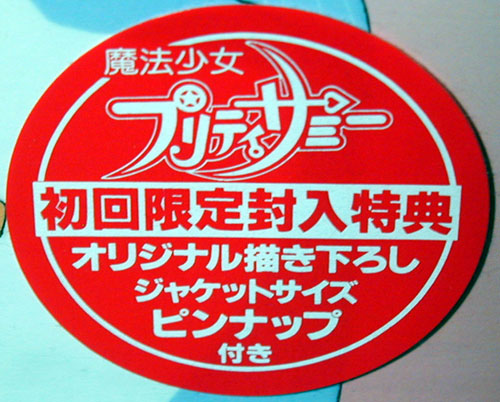 魔法少女
プリティサミー
初回限定封入特典
オリジナル描き下ろし
ジャケットサイズ
ピンナップ
付き